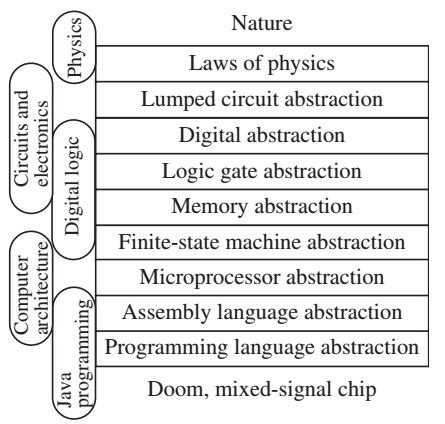 Nature
Laws of physics
Lumped circuit abstraction
Digital abstraction
Logic gate abstraction
Memory abstraction
Finite-state machine abstraction
Microprocessor abstraction
Assembly language abstraction
Programming language abstraction
Doom, mixed-signal chip
Physics
Circuits and
electronics
Digital logic
Computer
architecture
Java
programming